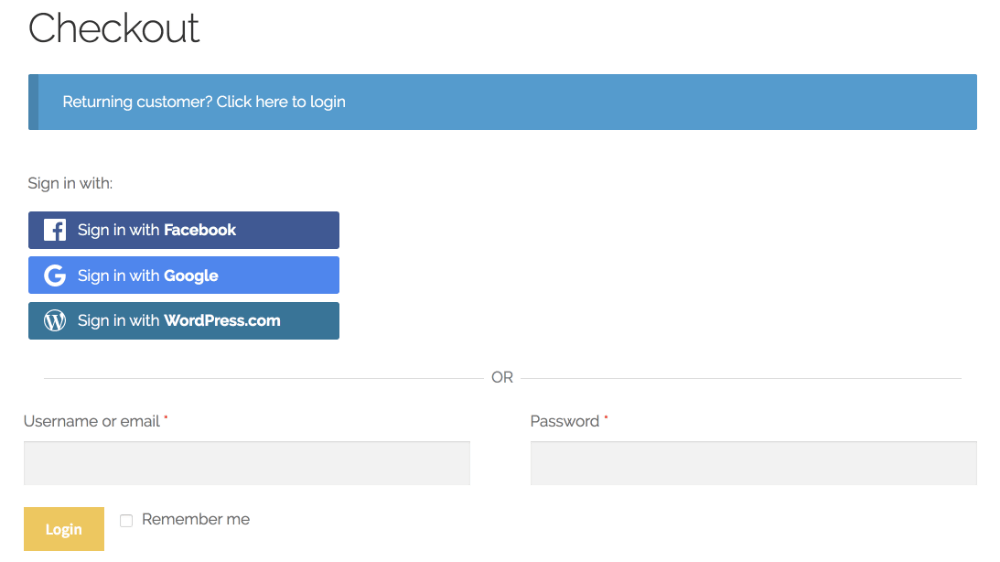 Checkout
Returning customer? Click here to login
Sign in with:
Sign in with Facebook
Sign in with Google
Sign in with WordPress.com
OR
Username or email *
Password *
Login
Remember me